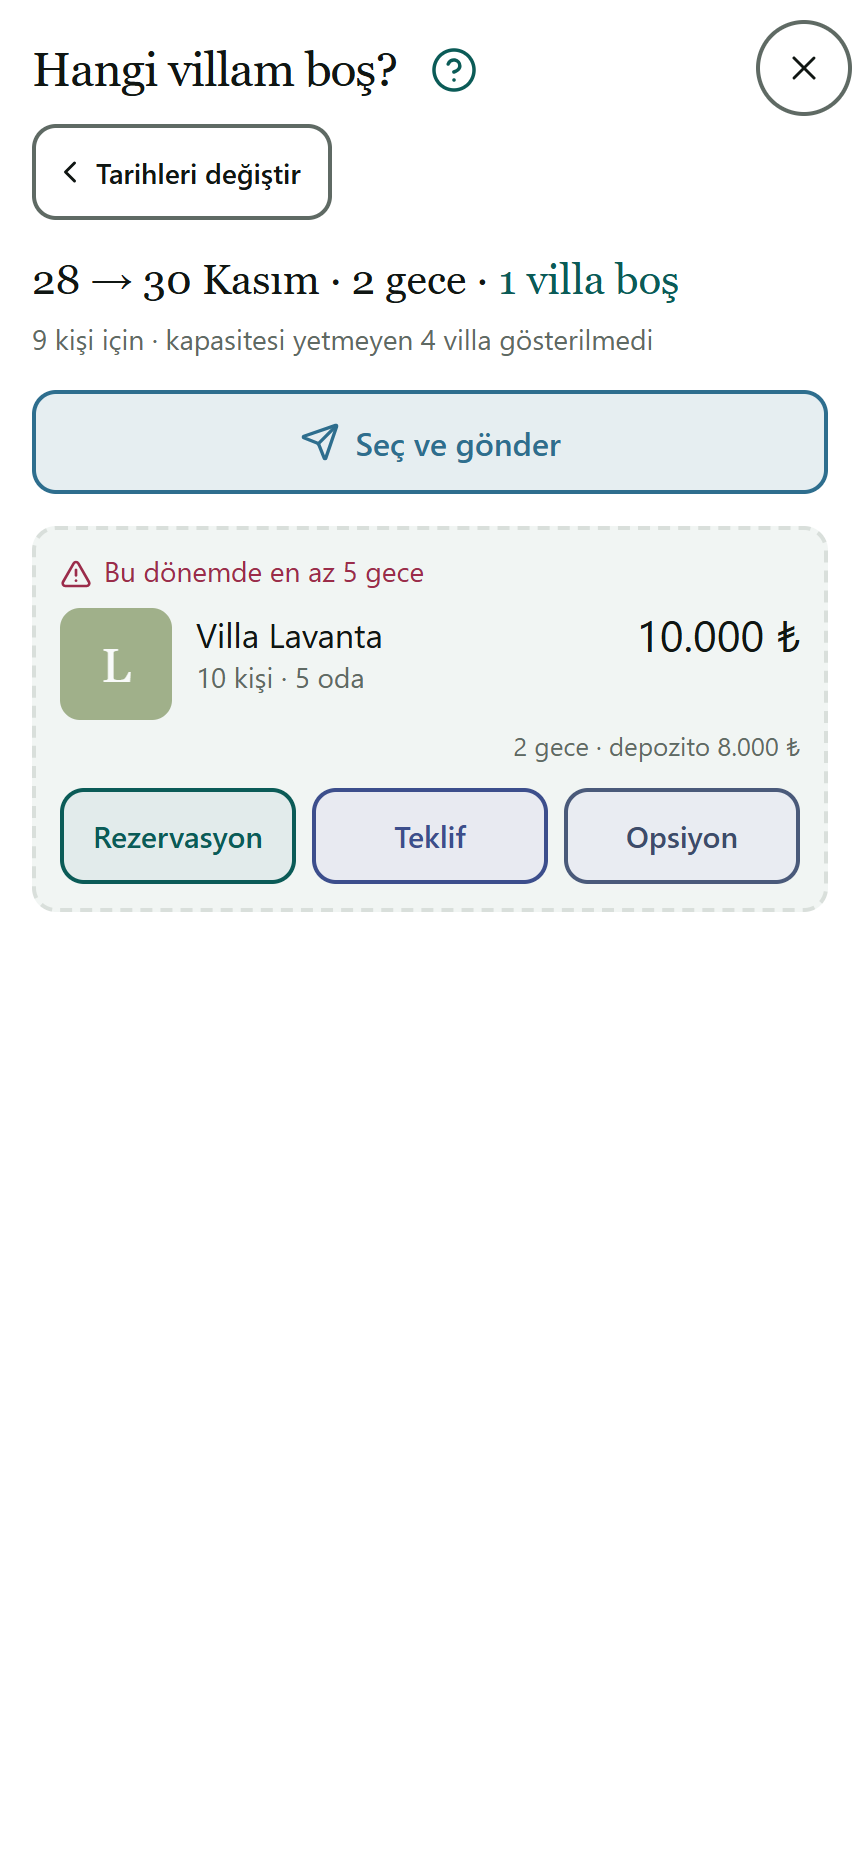 Hangi villam boş?
Tarihleri değiştir
28 → 30 Kasım · 2 gece · 1 villa boş
9 kişi için · kapasitesi yetmeyen 4 villa gösterilmedi
Seç ve gönder
Bu dönemde en az 5 gece
L
Villa Lavanta
10.000 ₺
10 kişi · 5 oda
2 gece · depozito 8.000 ₺
Rezervasyon
Teklif
Opsiyon